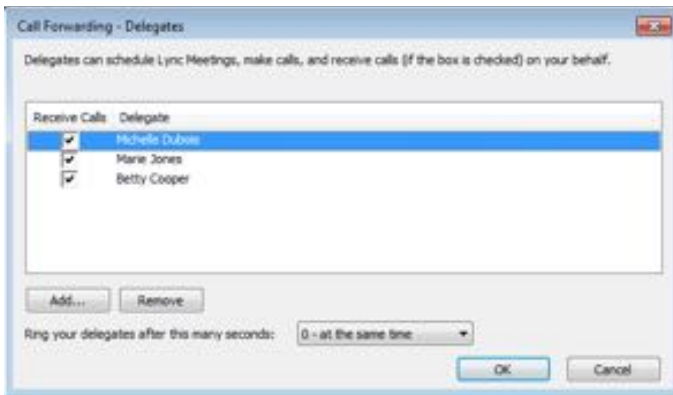 Call Forwarding - Delegates
Delegates can schedule Lync Meetings, make calls, and receive calls (if the box is checked) on your behalf.
Receive Calls Delegate
Michelle Dubois
Marie Jones
Betty Cooper
Add... Remove
Ring your delegates after this many seconds: 0 - at the same time
OK Cancel